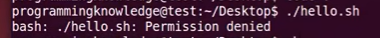 programmingknowledge@test:~/Desktop$ ./hello.sh
bash: ./hello.sh: Permission denied